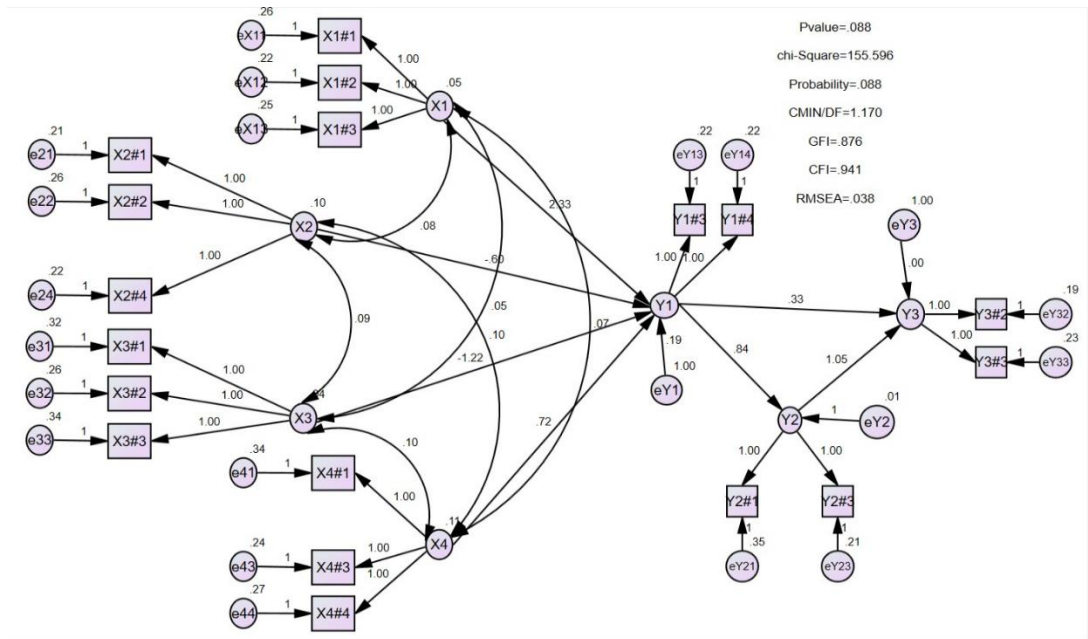 Pvalue=.088
chi-Square=155.596
Probability=.088
CMIN/DF=1.170
GFI=.876
CFI=.941
RMSEA=.038
.26
eX11
1
X1#1
1.00
.22
eX12
1
X1#2
1.00
.25
eX13
1
X1#3
1.00
.05
X1
.21
e21
1
X2#1
1.00
.26
e22
1
X2#2
1.00
.22
e24
1
X2#4
1.00
.10
X2
.32
e31
1
X3#1
1.00
.26
e32
1
X3#2
1.00
.34
e33
1
X3#3
1.00
X3
.34
e41
1
X4#1
1.00
.24
e43
1
X4#3
1.00
.27
e44
1
X4#4
1.00
.11
X4
.08
.09
.05
.10
.07
.10
2.33
-.60
-1.22
.72
.22
eY13
1
Y1#3
1.00
.22
eY14
1
Y1#4
1.00
Y1
.19
1.00
eY1
.33
.84
1.05
1.00
eY3
.00
Y3
1.00
Y3#2
1
.19
eY32
1.00
Y3#3
1
.23
eY33
Y2
1
.01
eY2
1.00
Y2#1
1
.35
eY21
1.00
Y2#3
1
.21
eY23